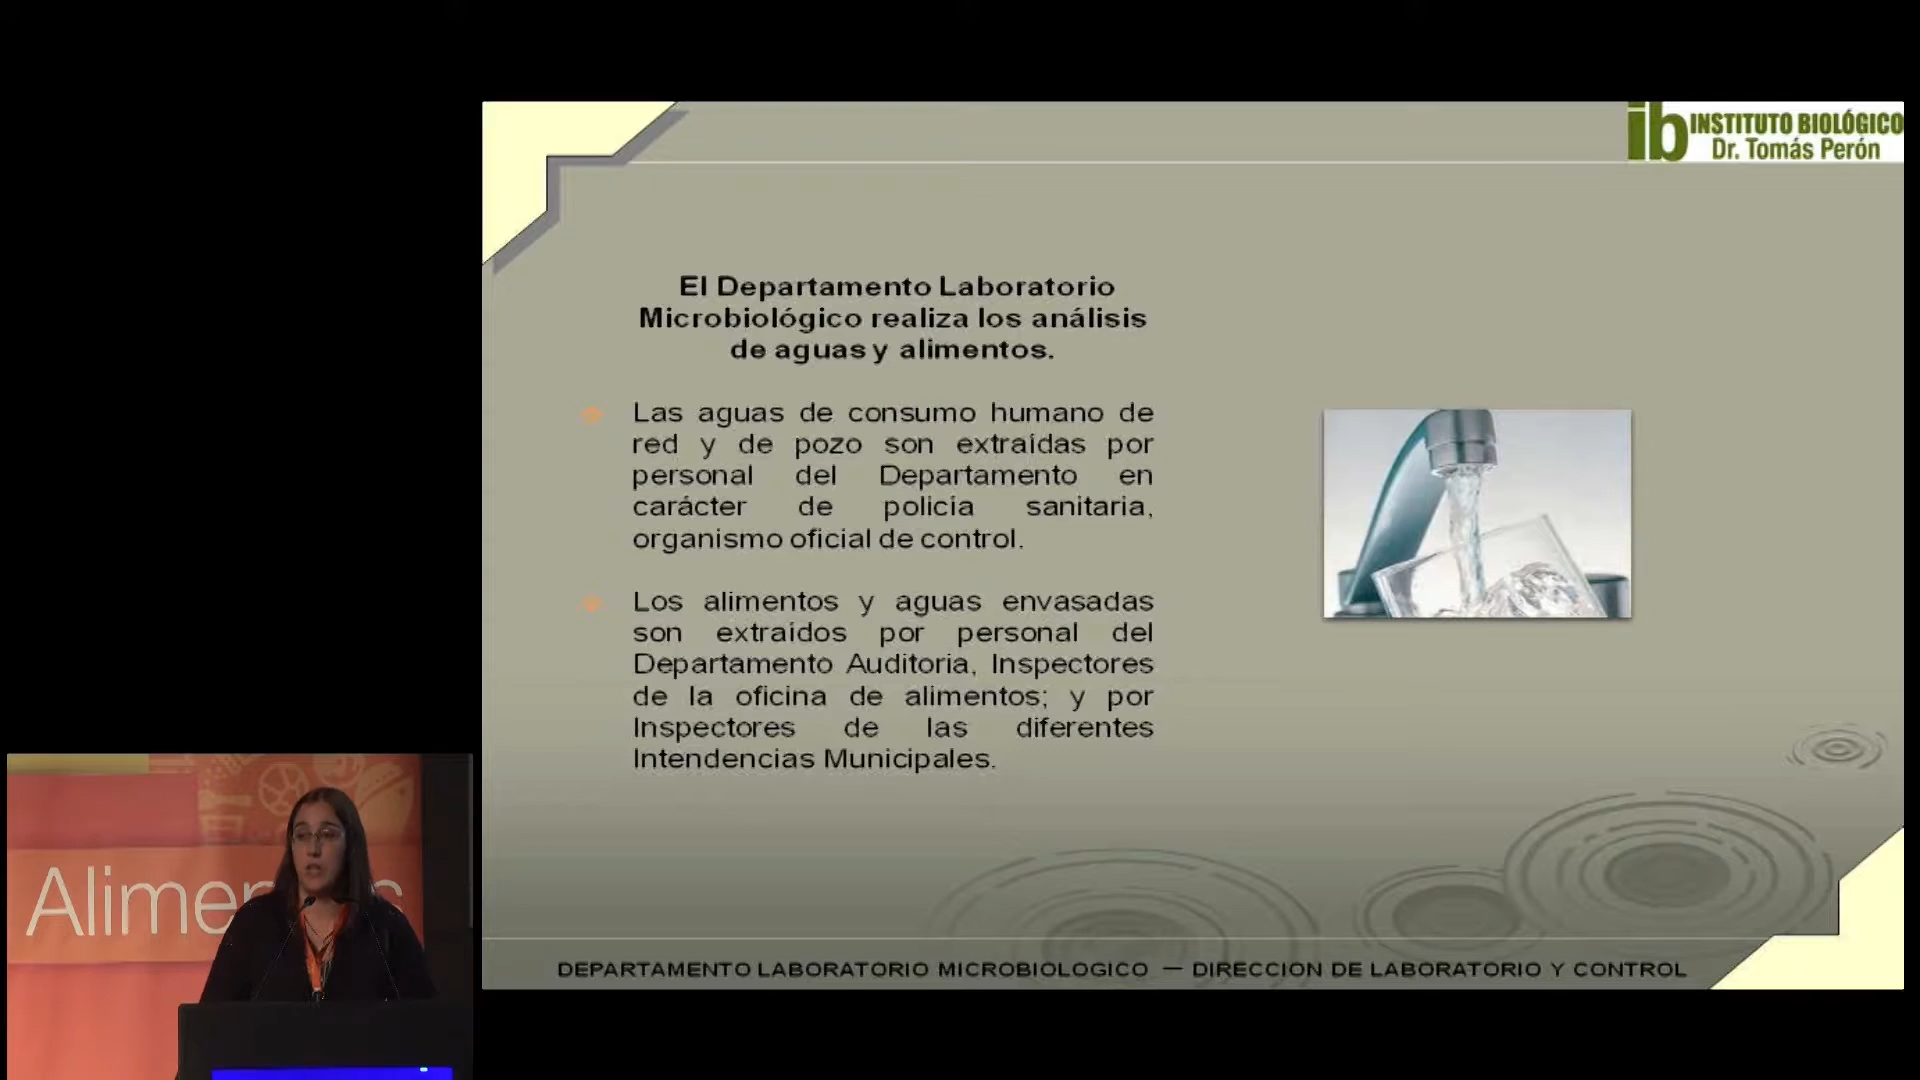 INSTITUTO BIOLÓGICO
Dr. Tomás Perón
El Departamento Laboratorio
Microbiológico realiza los análisis
de aguas y alimentos.
Las aguas de consumo humano de
red y de pozo son extraídas por
personal del Departamento en
carácter de policía sanitaria,
organismo oficial de control.
Los alimentos y aguas envasadas
son extraídos por personal del
Departamento Auditoria, Inspectores
de la oficina de alimentos; y por
Inspectores de las diferentes
Intendencias Municipales.
DEPARTAMENTO LABORATORIO MICROBIOLOGICO — DIRECCION DE LABORATORIO Y CONTROL